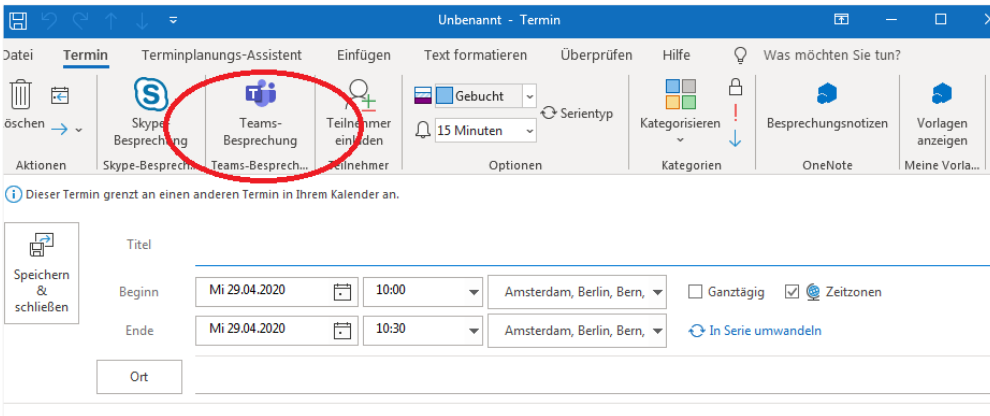 Unbenannt - Termin
Datei Termin Terminplanungs-Assistent Einfügen Text formatieren Überprüfen Hilfe Was möchten Sie tun?
öschen
Skype-
Besprechung
Teams-
Besprechung
Teilnehmer
einladen
Gebucht
15 Minuten
Serientyp
Kategorisieren
Besprechungsnotizen
Vorlagen
anzeigen
Aktionen Skype-Besprech... Teams-Besprech... Teilnehmer Optionen Kategorien OneNote Meine Vorla...
Dieser Termin grenzt an einen anderen Termin in Ihrem Kalender an.
Speichern
&
schließen
Titel
Beginn Mi 29.04.2020 10:00 Amsterdam, Berlin, Bern, Ganztägig Zeitzonen
Ende Mi 29.04.2020 10:30 Amsterdam, Berlin, Bern, In Serie umwandeln
Ort